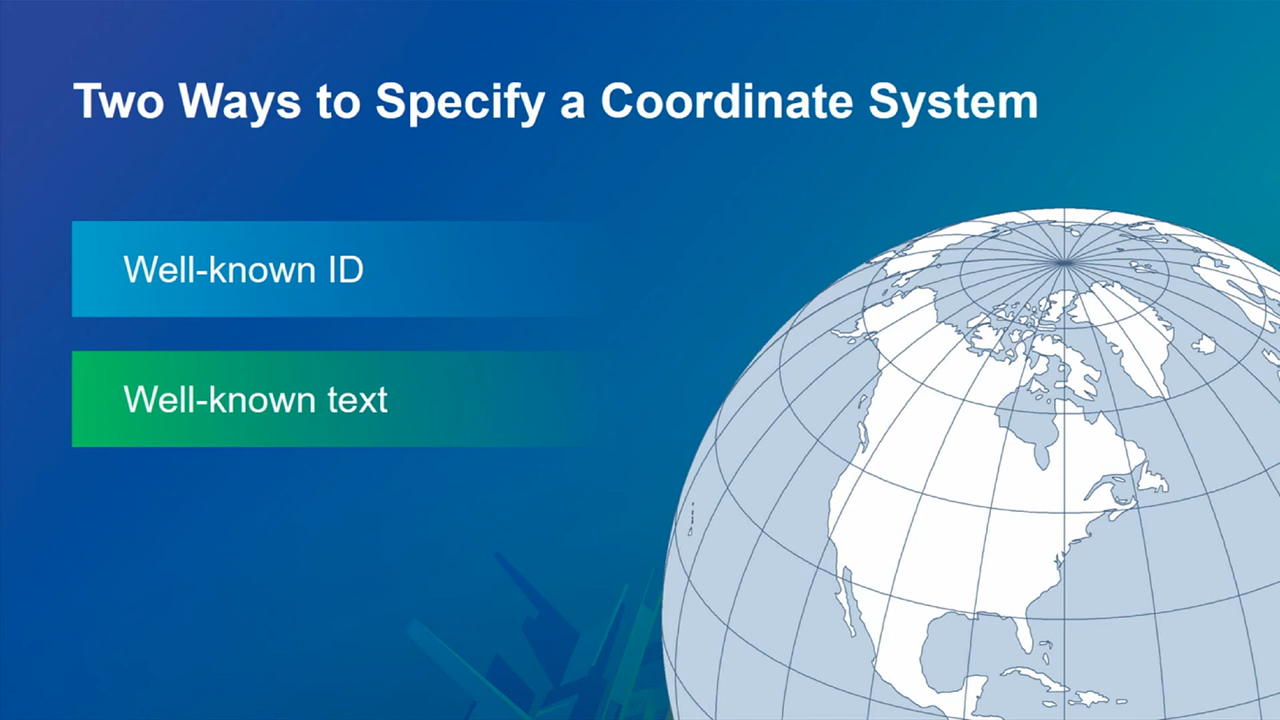 Two Ways to Specify a Coordinate System
Well-known ID
Well-known text